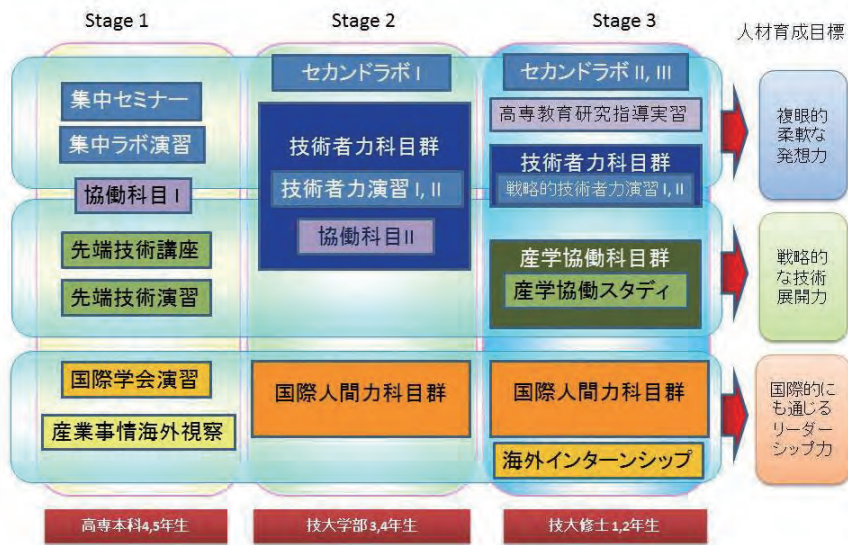 Stage 1
Stage 2
Stage 3
人材育成目標
集中セミナー
集中ラボ演習
協働科目 I
先端技術講座
先端技術演習
国際学会演習
産業事情海外視察
高専本科4,5年生
セカンドラボ I
技術者力科目群
技術者力演習 I, II
協働科目II
国際人間力科目群
技大学部3,4年生
セカンドラボ II, III
高専教育研究指導実習
技術者力科目群
戦略的技術者力演習 I, II
産学協働科目群
産学協働スタディ
国際人間力科目群
海外インターンシップ
技大修士1,2年生
複眼的
柔軟な
発想力
戦略的
な技術
展開力
国際的に
も通じる
リーダー
シップ力